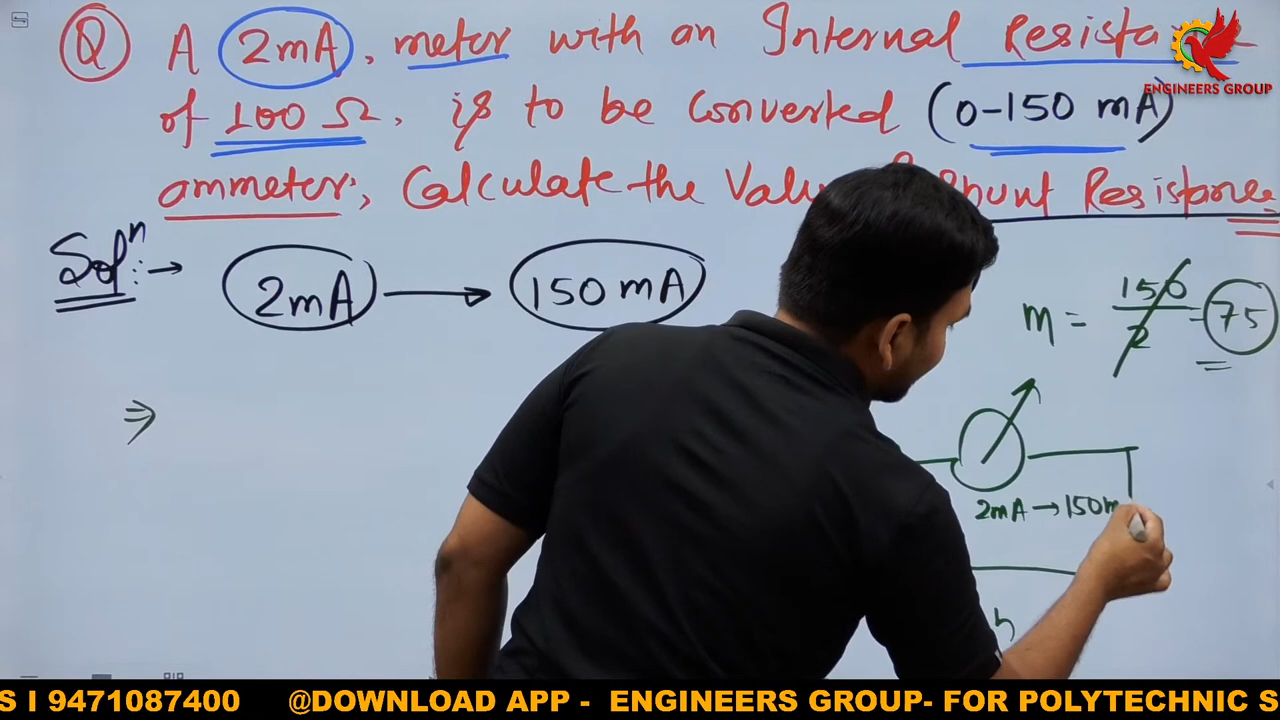 Q A 2mA, meter with an Internal Resista
ENGINEERS GROUP
of 100 Ω, is to be Converted (0-150 mA)
ammeter, Calculate the Valu Shunt Resistance
Solⁿ:→ 2mA → 150 mA
m = 150/2 = 75
⇒
2mA → 150m
S I 9471087400 @DOWNLOAD APP - ENGINEERS GROUP- FOR POLYTECHNIC S